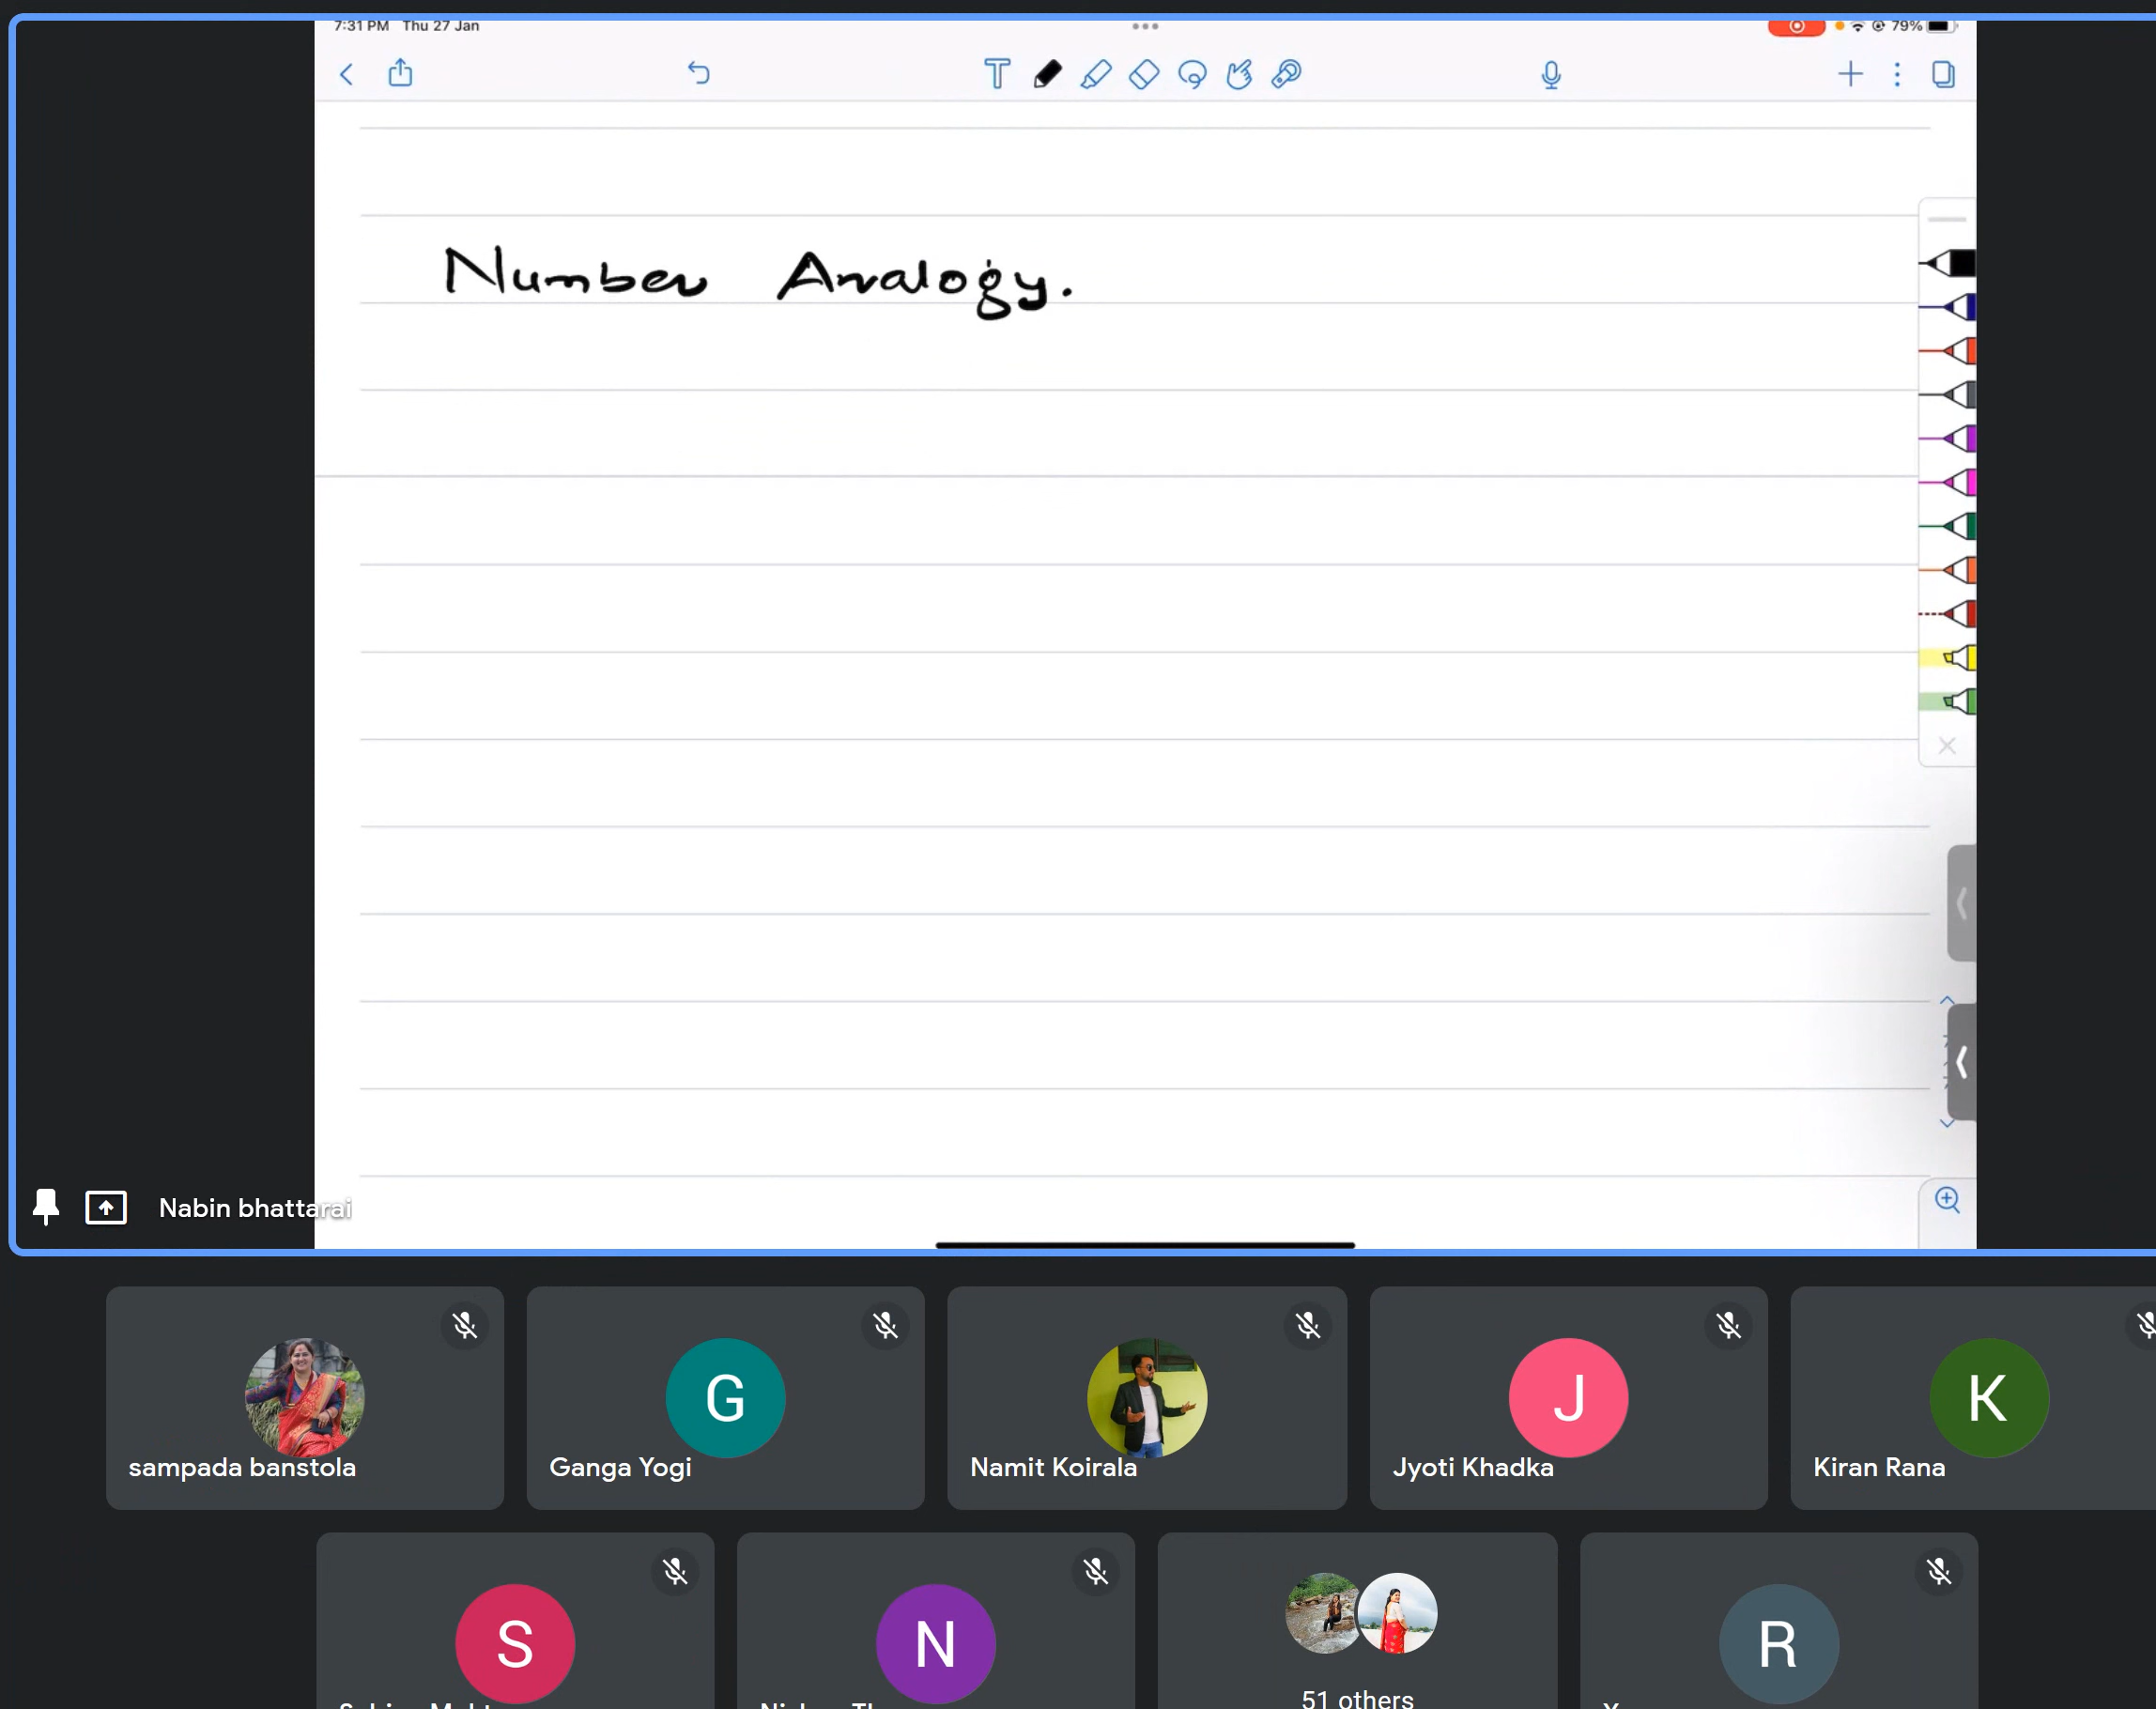 7:31 PM Thu 27 Jan
79%
Number Analogy.
Nabin bhattarai
sampada banstola
G
Ganga Yogi
Namit Koirala
J
Jyoti Khadka
K
Kiran Rana
S
N
51 others
R